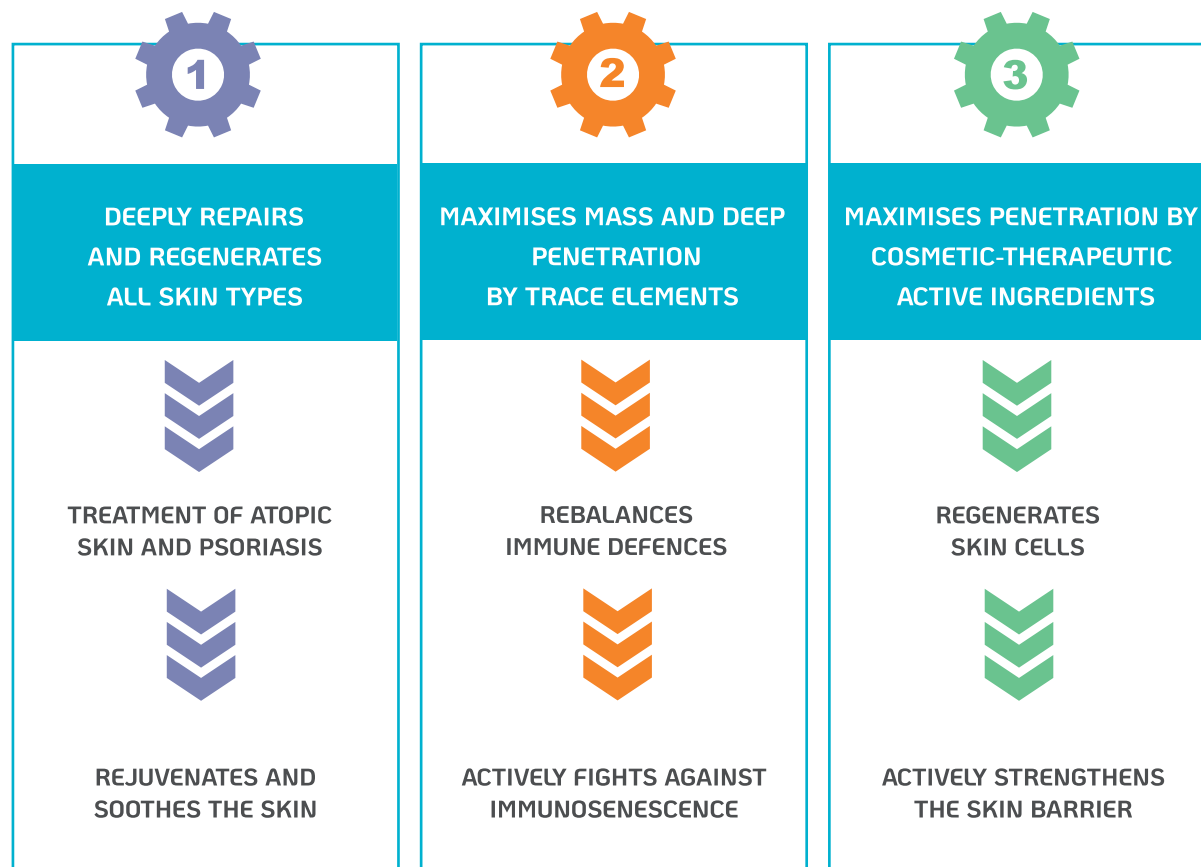 1
DEEPLY REPAIRS
AND REGENERATES
ALL SKIN TYPES
TREATMENT OF ATOPIC
SKIN AND PSORIASIS
REJUVENATES AND
SOOTHES THE SKIN
2
MAXIMISES MASS AND DEEP
PENETRATION
BY TRACE ELEMENTS
REBALANCES
IMMUNE DEFENCES
ACTIVELY FIGHTS AGAINST
IMMUNOSENESCENCE
3
MAXIMISES PENETRATION BY
COSMETIC-THERAPEUTIC
ACTIVE INGREDIENTS
REGENERATES
SKIN CELLS
ACTIVELY STRENGTHENS
THE SKIN BARRIER